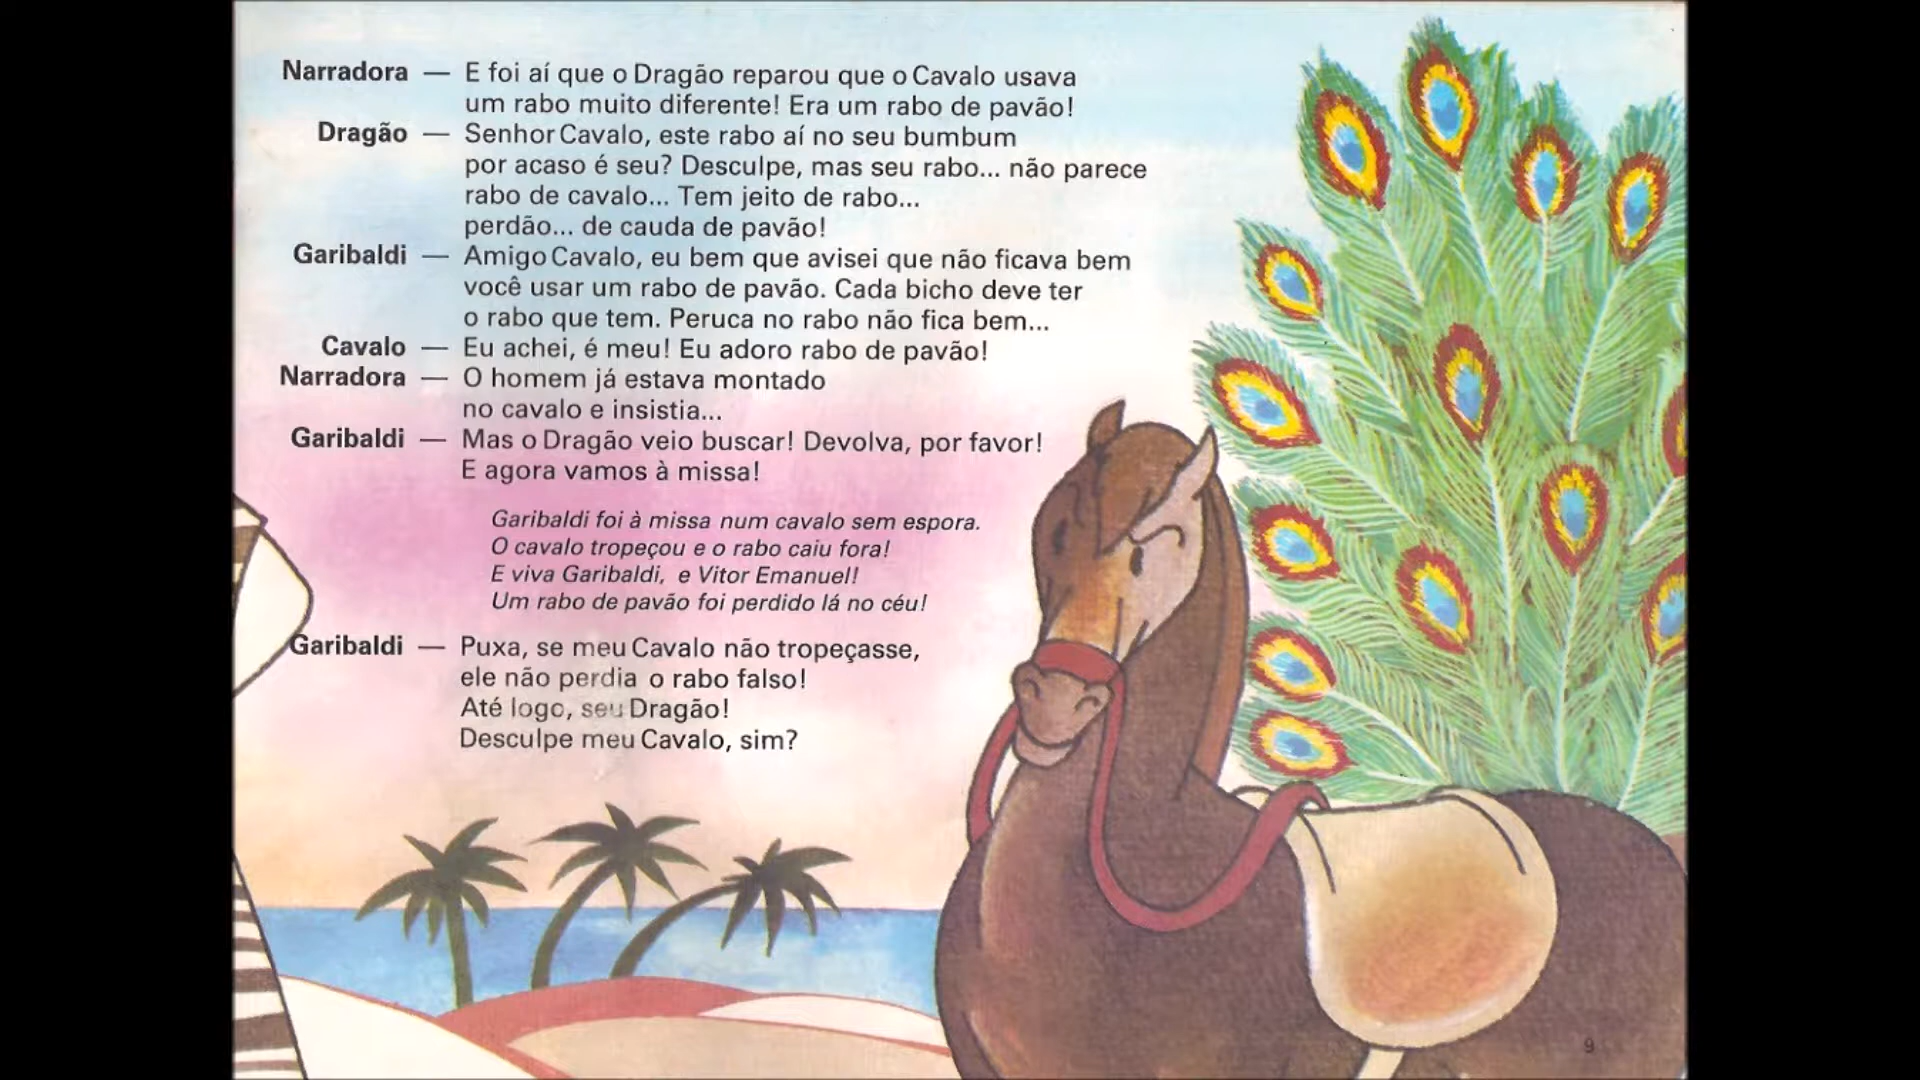 Narradora — E foi aí que o Dragão reparou que o Cavalo usava
um rabo muito diferente! Era um rabo de pavão!
Dragão — Senhor Cavalo, este rabo aí no seu bumbum
por acaso é seu? Desculpe, mas seu rabo... não parece
rabo de cavalo... Tem jeito de rabo...
perdão... de cauda de pavão!
Garibaldi — Amigo Cavalo, eu bem que avisei que não ficava bem
você usar um rabo de pavão. Cada bicho deve ter
o rabo que tem. Peruca no rabo não fica bem...
Cavalo — Eu achei, é meu! Eu adoro rabo de pavão!
Narradora — O homem já estava montado
no cavalo e insistia...
Garibaldi — Mas o Dragão veio buscar! Devolva, por favor!
E agora vamos à missa!
Garibaldi foi à missa num cavalo sem espora.
O cavalo tropeçou e o rabo caiu fora!
E viva Garibaldi, e Vitor Emanuel!
Um rabo de pavão foi perdido lá no céu!
Garibaldi — Puxa, se meu Cavalo não tropeçasse,
ele não perdia o rabo falso!
Até logo, seu Dragão!
Desculpe meu Cavalo, sim?
9